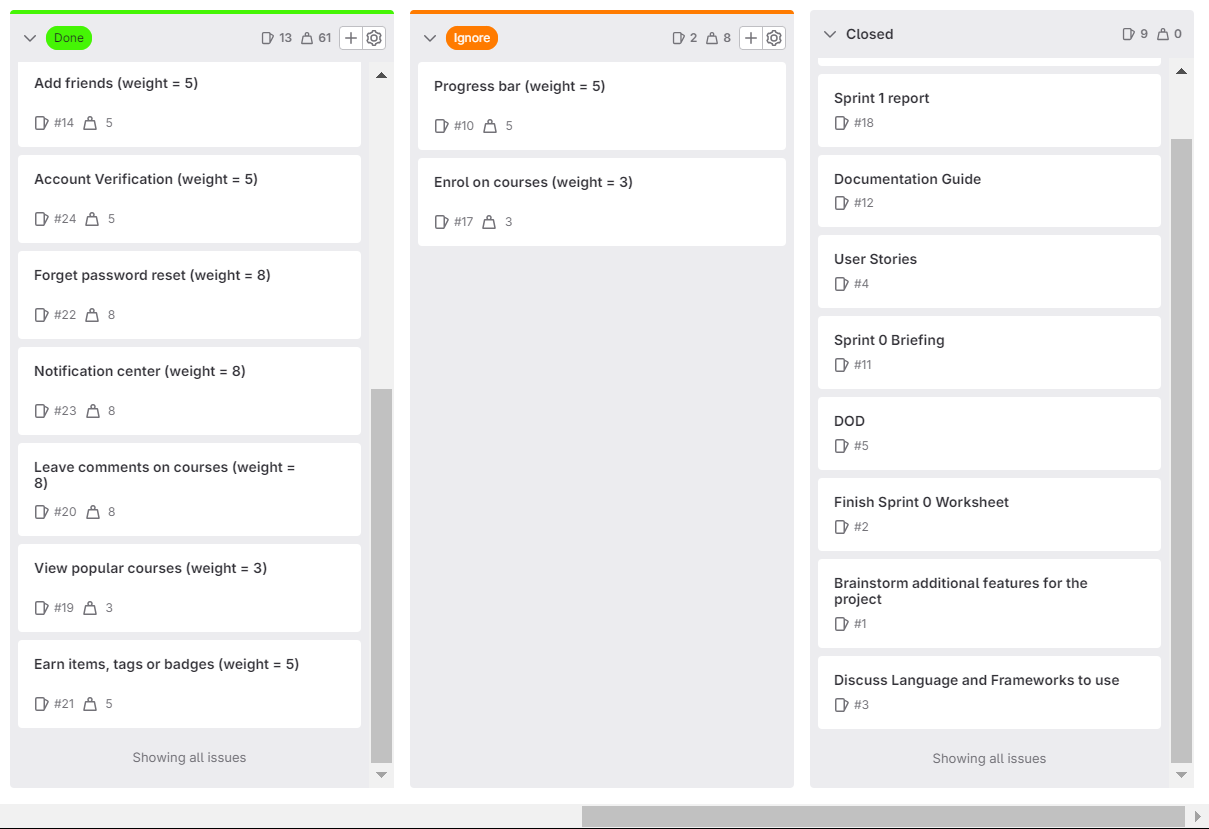 Done
13 61
Add friends (weight = 5)
#14 5
Account Verification (weight = 5)
#24 5
Forget password reset (weight = 8)
#22 8
Notification center (weight = 8)
#23 8
Leave comments on courses (weight =
8)
#20 8
View popular courses (weight = 3)
#19 3
Earn items, tags or badges (weight = 5)
#21 5
Showing all issues
Ignore
2 8
Progress bar (weight = 5)
#10 5
Enrol on courses (weight = 3)
#17 3
Closed
9 0
Sprint 1 report
#18
Documentation Guide
#12
User Stories
#4
Sprint 0 Briefing
#11
DOD
#5
Finish Sprint 0 Worksheet
#2
Brainstorm additional features for the
project
#1
Discuss Language and Frameworks to use
#3
Showing all issues